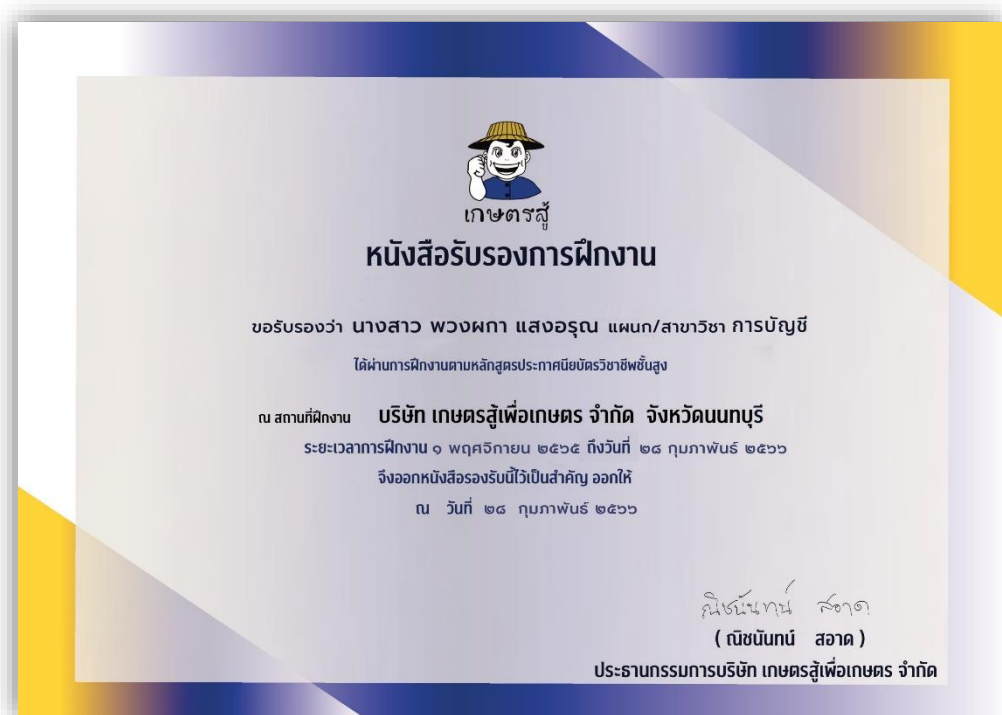 เกษตรสู้
หนังสือรับรองการฝึกงาน
ขอรับรองว่า นางสาว พวงผกา แสงอรุณ แผนก/สาขาวิชา การบัญชี
ได้ผ่านการฝึกงานตามหลักสูตรประกาศนียบัตรวิชาชีพชั้นสูง
ณ สถานที่ฝึกงาน บริษัท เกษตรสู้เพื่อเกษตร จำกัด จังหวัดนนทบุรี
ระยะเวลาการฝึกงาน ๑ พฤศจิกายน ๒๕๖๕ ถึงวันที่ ๒๘ กุมภาพันธ์ ๒๕๖๖
จึงออกหนังสือรองรับนี้ไว้เป็นสำคัญ ออกให้
ณ วันที่ ๒๘ กุมภาพันธ์ ๒๕๖๖
ณิชนันทน์ สอาด
( ณิชนันทน์ สอาด )
ประธานกรรมการบริษัท เกษตรสู้เพื่อเกษตร จำกัด